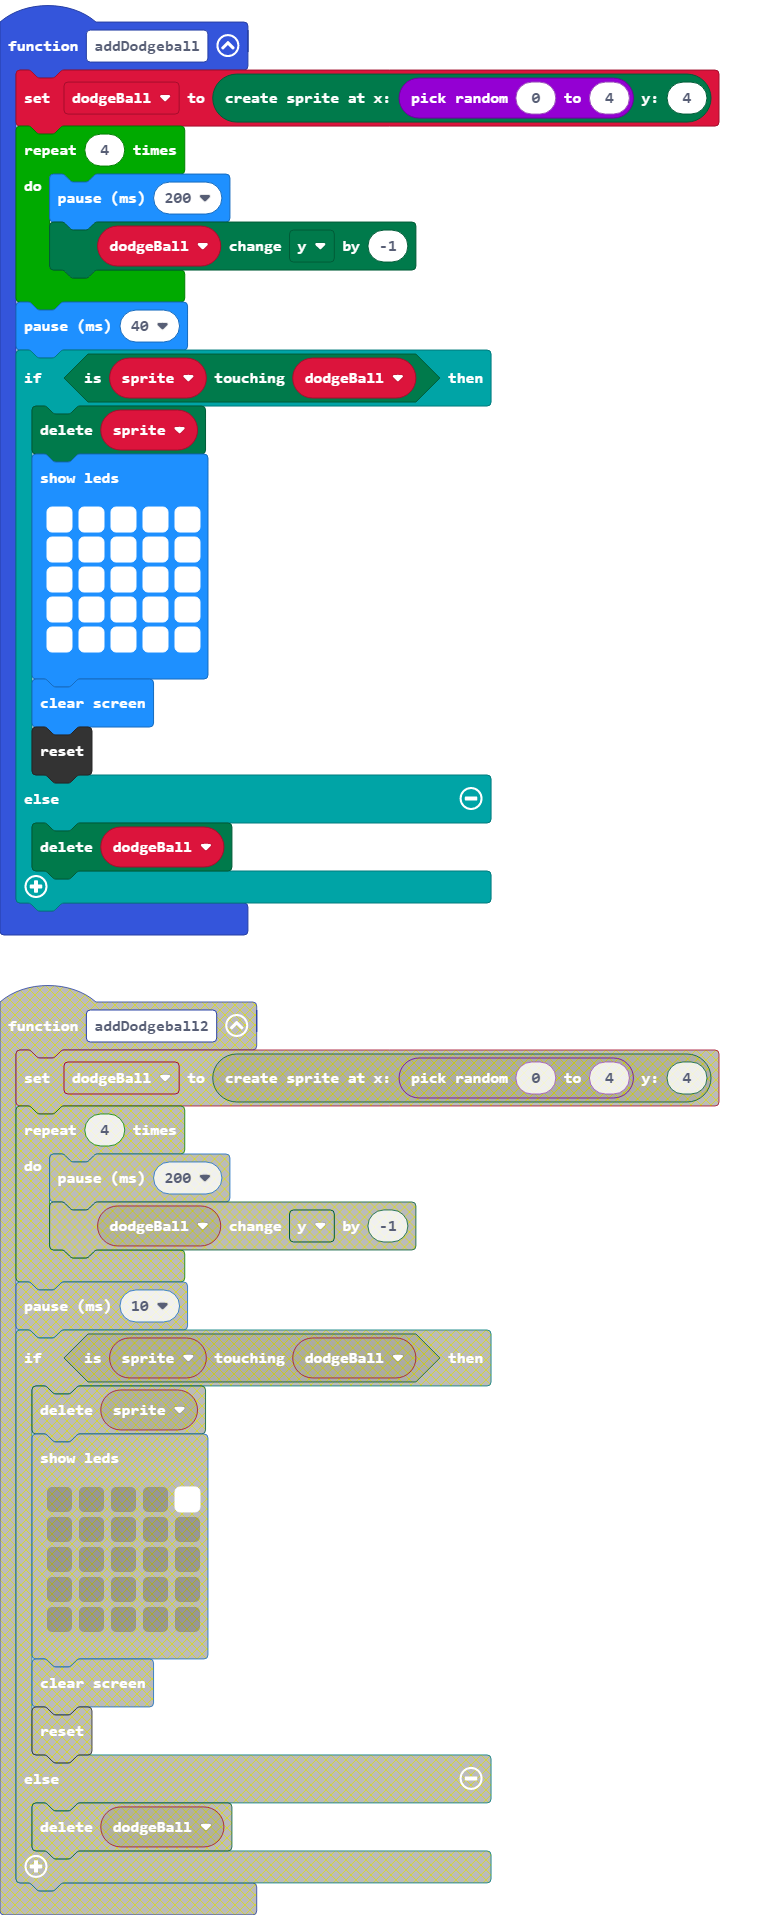 function addDodgeball
set dodgeBall to create sprite at x: pick random 0 to 4 y: 4
repeat 4 times
do
pause (ms) 200
dodgeBall change y by -1
pause (ms) 40
if is sprite touching dodgeBall then
delete sprite
show leds
clear screen
reset
else
delete dodgeBall
function addDodgeball2
set dodgeBall to create sprite at x: pick random 0 to 4 y: 4
repeat 4 times
do
pause (ms) 200
dodgeBall change y by -1
pause (ms) 10
if is sprite touching dodgeBall then
delete sprite
show leds
clear screen
reset
else
delete dodgeBall